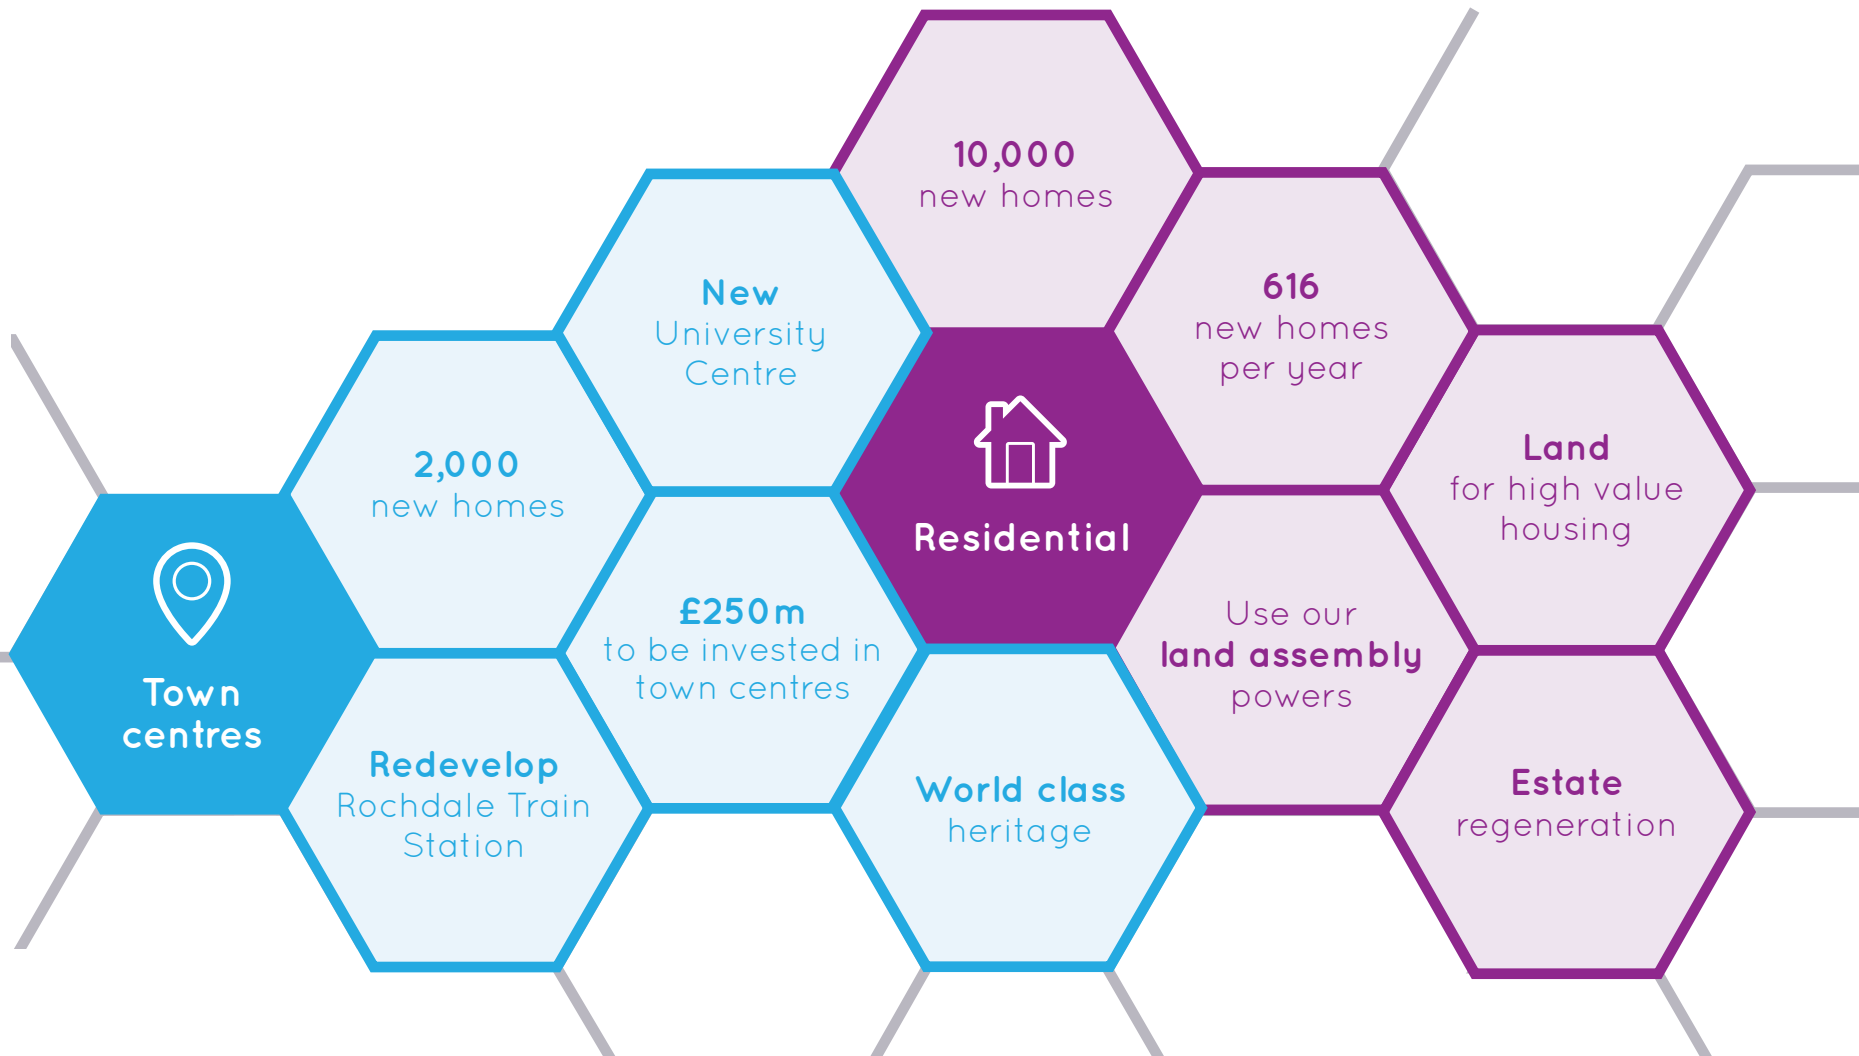 10,000
new homes
New
University
Centre
616
new homes
per year
2,000
new homes
Residential
Land
for high value
housing
Town
centres
£250m
to be invested in
town centres
Use our
land assembly
powers
Redevelop
Rochdale Train
Station
World class
heritage
Estate
regeneration